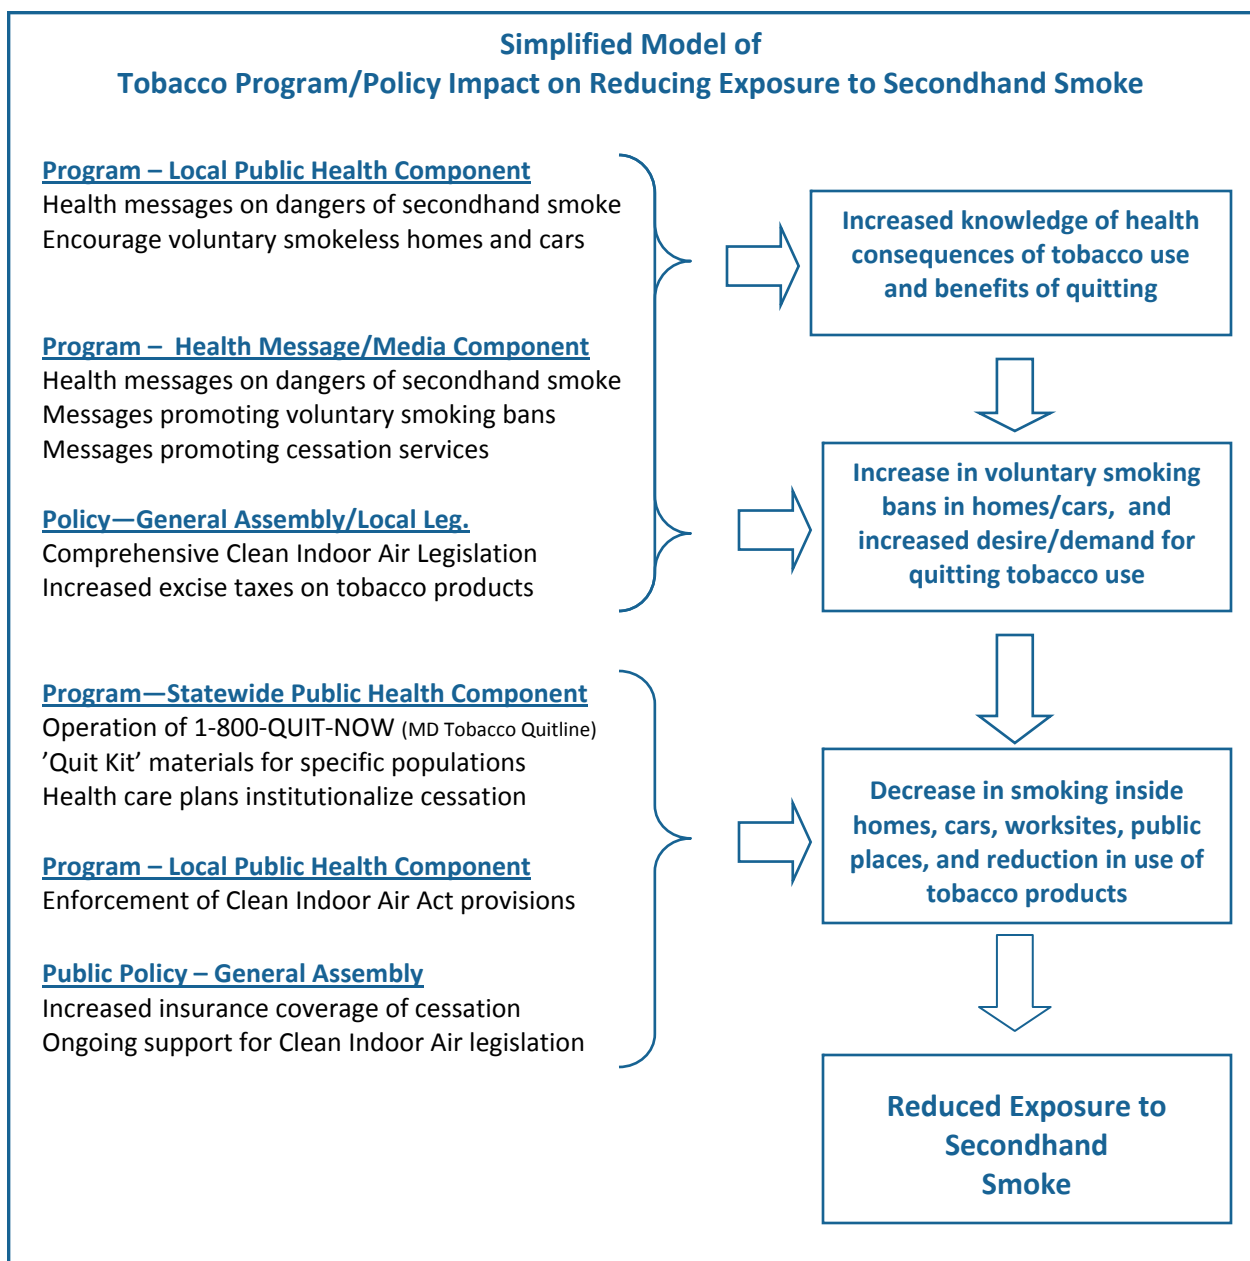 Simplified Model of
Tobacco Program/Policy Impact on Reducing Exposure to Secondhand Smoke
Program – Local Public Health Component
Health messages on dangers of secondhand smoke
Encourage voluntary smokeless homes and cars
Program –  Health Message/Media Component
Health messages on dangers of secondhand smoke
Messages promoting voluntary smoking bans
Messages promoting cessation services
Policy—General Assembly/Local Leg.
Comprehensive Clean Indoor Air Legislation
Increased excise taxes on tobacco products
Program—Statewide Public Health Component
Operation of 1-800-QUIT-NOW (MD Tobacco Quitline)
’Quit Kit’ materials for specific populations
Health care plans institutionalize cessation
Program – Local Public Health Component
Enforcement of Clean Indoor Air Act provisions
Public Policy – General Assembly
Increased insurance coverage of cessation
Ongoing support for Clean Indoor Air legislation
Increased knowledge of health
consequences of tobacco use
and benefits of quitting
Increase in voluntary smoking
bans in homes/cars,  and
increased desire/demand for
quitting tobacco use
Decrease in smoking inside
homes, cars, worksites, public
places, and reduction in use of
tobacco products
Reduced Exposure to
Secondhand
Smoke